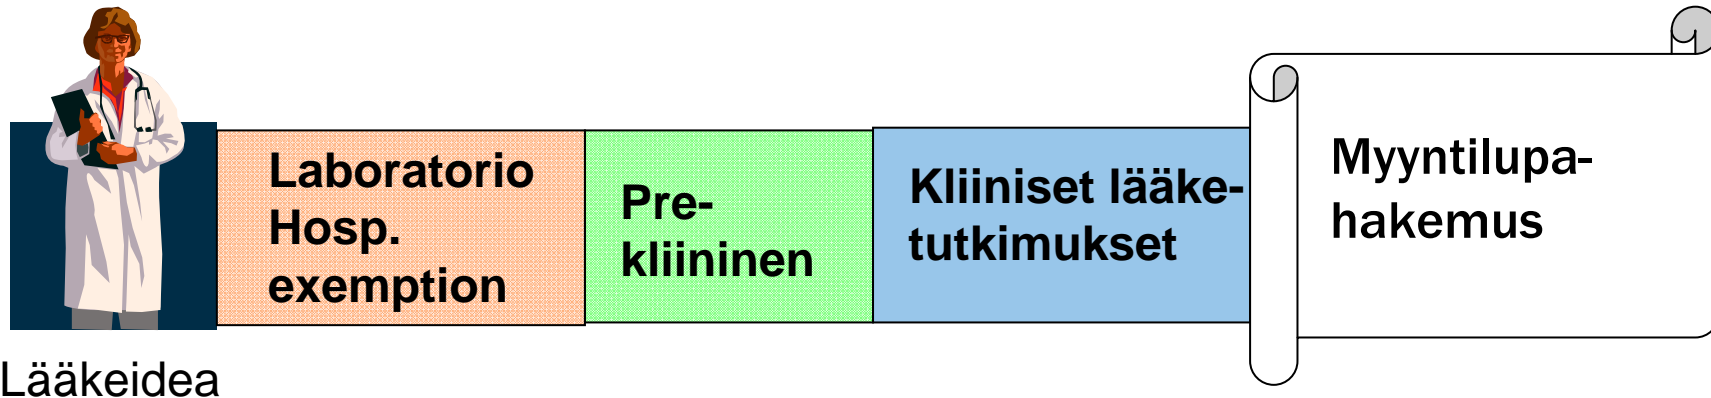 Laboratorio
Hosp.
exemption
Pre-
kliininen
Kliiniset lääke-
tutkimukset
Myyntilupa-
hakemus
Lääkeidea